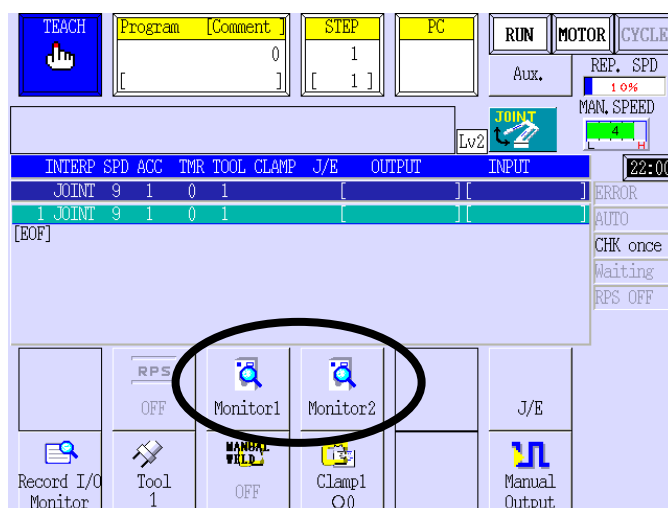 TEACH Program [Comment ] STEP PC RUN MOTOR CYCLE
0 1
[ ] [ 1 ] Aux. REP. SPD
10%
MAN.SPEED
JOINT
Lv2 4
L H
INTERP SPD ACC TMR TOOL CLAMP J/E OUTPUT INPUT 22:00
JOINT 9 1 0 1 [ ][ ] ERROR
1 JOINT 9 1 0 1 [ ][ ] AUTO
[EOF]
CHK once
Waiting
RPS OFF
RPS
OFF Monitor1 Monitor2 J/E
MANUAL
WELD
Record I/O Tool OFF Clamp1 Manual
Monitor 1 O0 Output